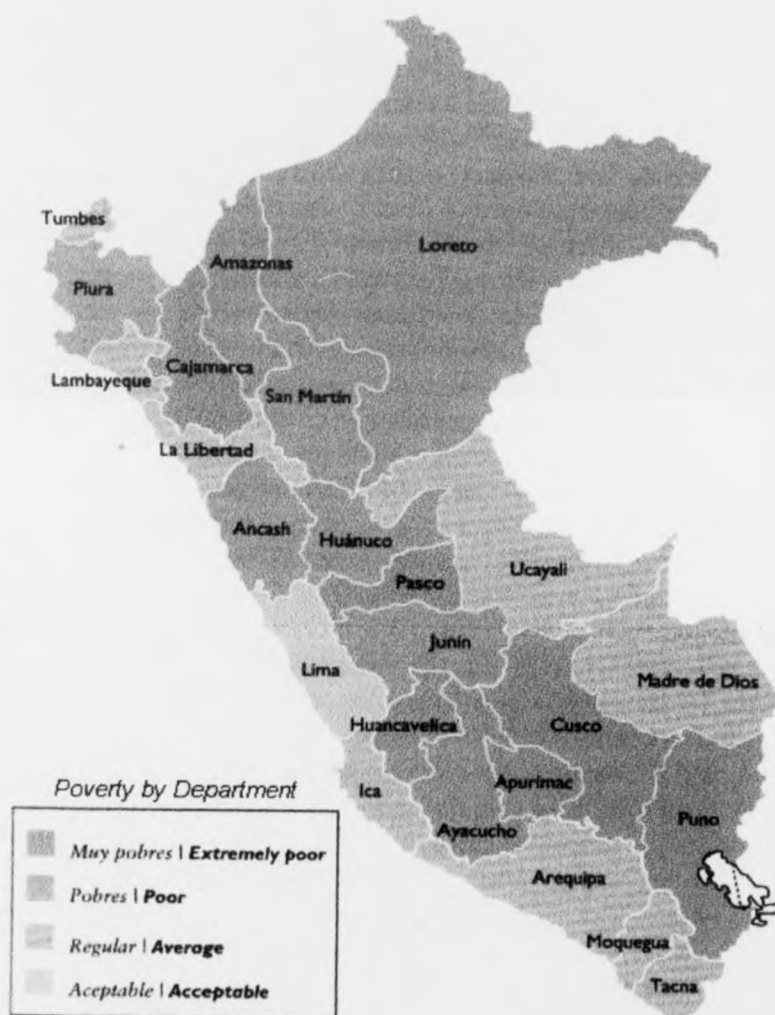 Tumbes
Amazonas
Loreto
Piura
Cajamarca
Lambayeque
San Martín
La Libertad
Ancash
Huánuco
Ucayali
Pasco
Junín
Lima
Madre de Dios
Huancavelica
Cusco
Poverty by Department
Ica
Apurímac
Puno
Ayacucho
Muy pobres | Extremely poor
Arequipa
Pobres | Poor
Regular | Average
Moquegua
Tacna
Aceptable | Acceptable